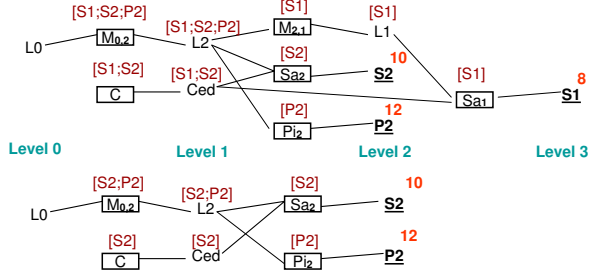 [S1;S2;P2] [S1;S2;P2] [S1] [S1]
L0 M0,2 L2 M2,1 L1
[S1;S2] [S1;S2] [S2] 10 [S1] 8
C Ced Sa2 S2 Sa1 S1
[P2] 12
Pi2 P2
Level 0 Level 1 Level 2 Level 3
[S2;P2] [S2;P2] [S2] 10
L0 M0,2 L2 Sa2 S2
[S2] [S2] [P2] 12
C Ced Pi2 P2